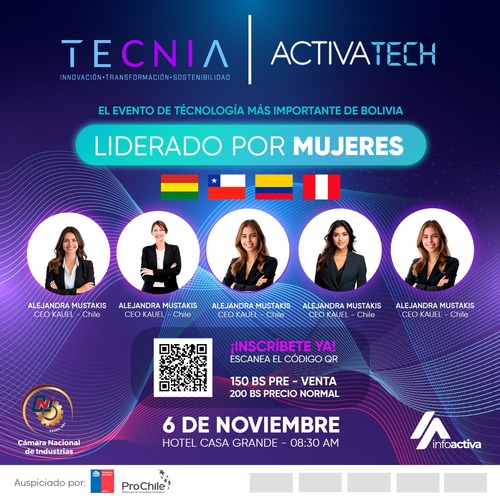 TECNIA
INNOVACIÓN•TRANSFORMACIÓN•SOSTENIBILIDAD
ACTIVATECH
EL EVENTO DE TÉCNOLOGÍA MÁS IMPORTANTE DE BOLIVIA
LIDERADO POR MUJERES
ALEJANDRA MUSTAKIS
CEO KAUEL - Chile
ALEJANDRA MUSTAKIS
CEO KAUEL - Chile
ALEJANDRA MUSTAKIS
CEO KAUEL - Chile
ALEJANDRA MUSTAKIS
CEO KAUEL - Chile
ALEJANDRA MUSTAKIS
CEO KAUEL - Chile
¡INSCRÍBETE YA!
ESCANEA EL CÓDIGO QR
150 BS PRE - VENTA
200 BS PRECIO NORMAL
6 DE NOVIEMBRE
HOTEL CASA GRANDE - 08:30 AM
Cámara Nacional
de Industrias
infoactiva
Auspiciado por:
ProChile